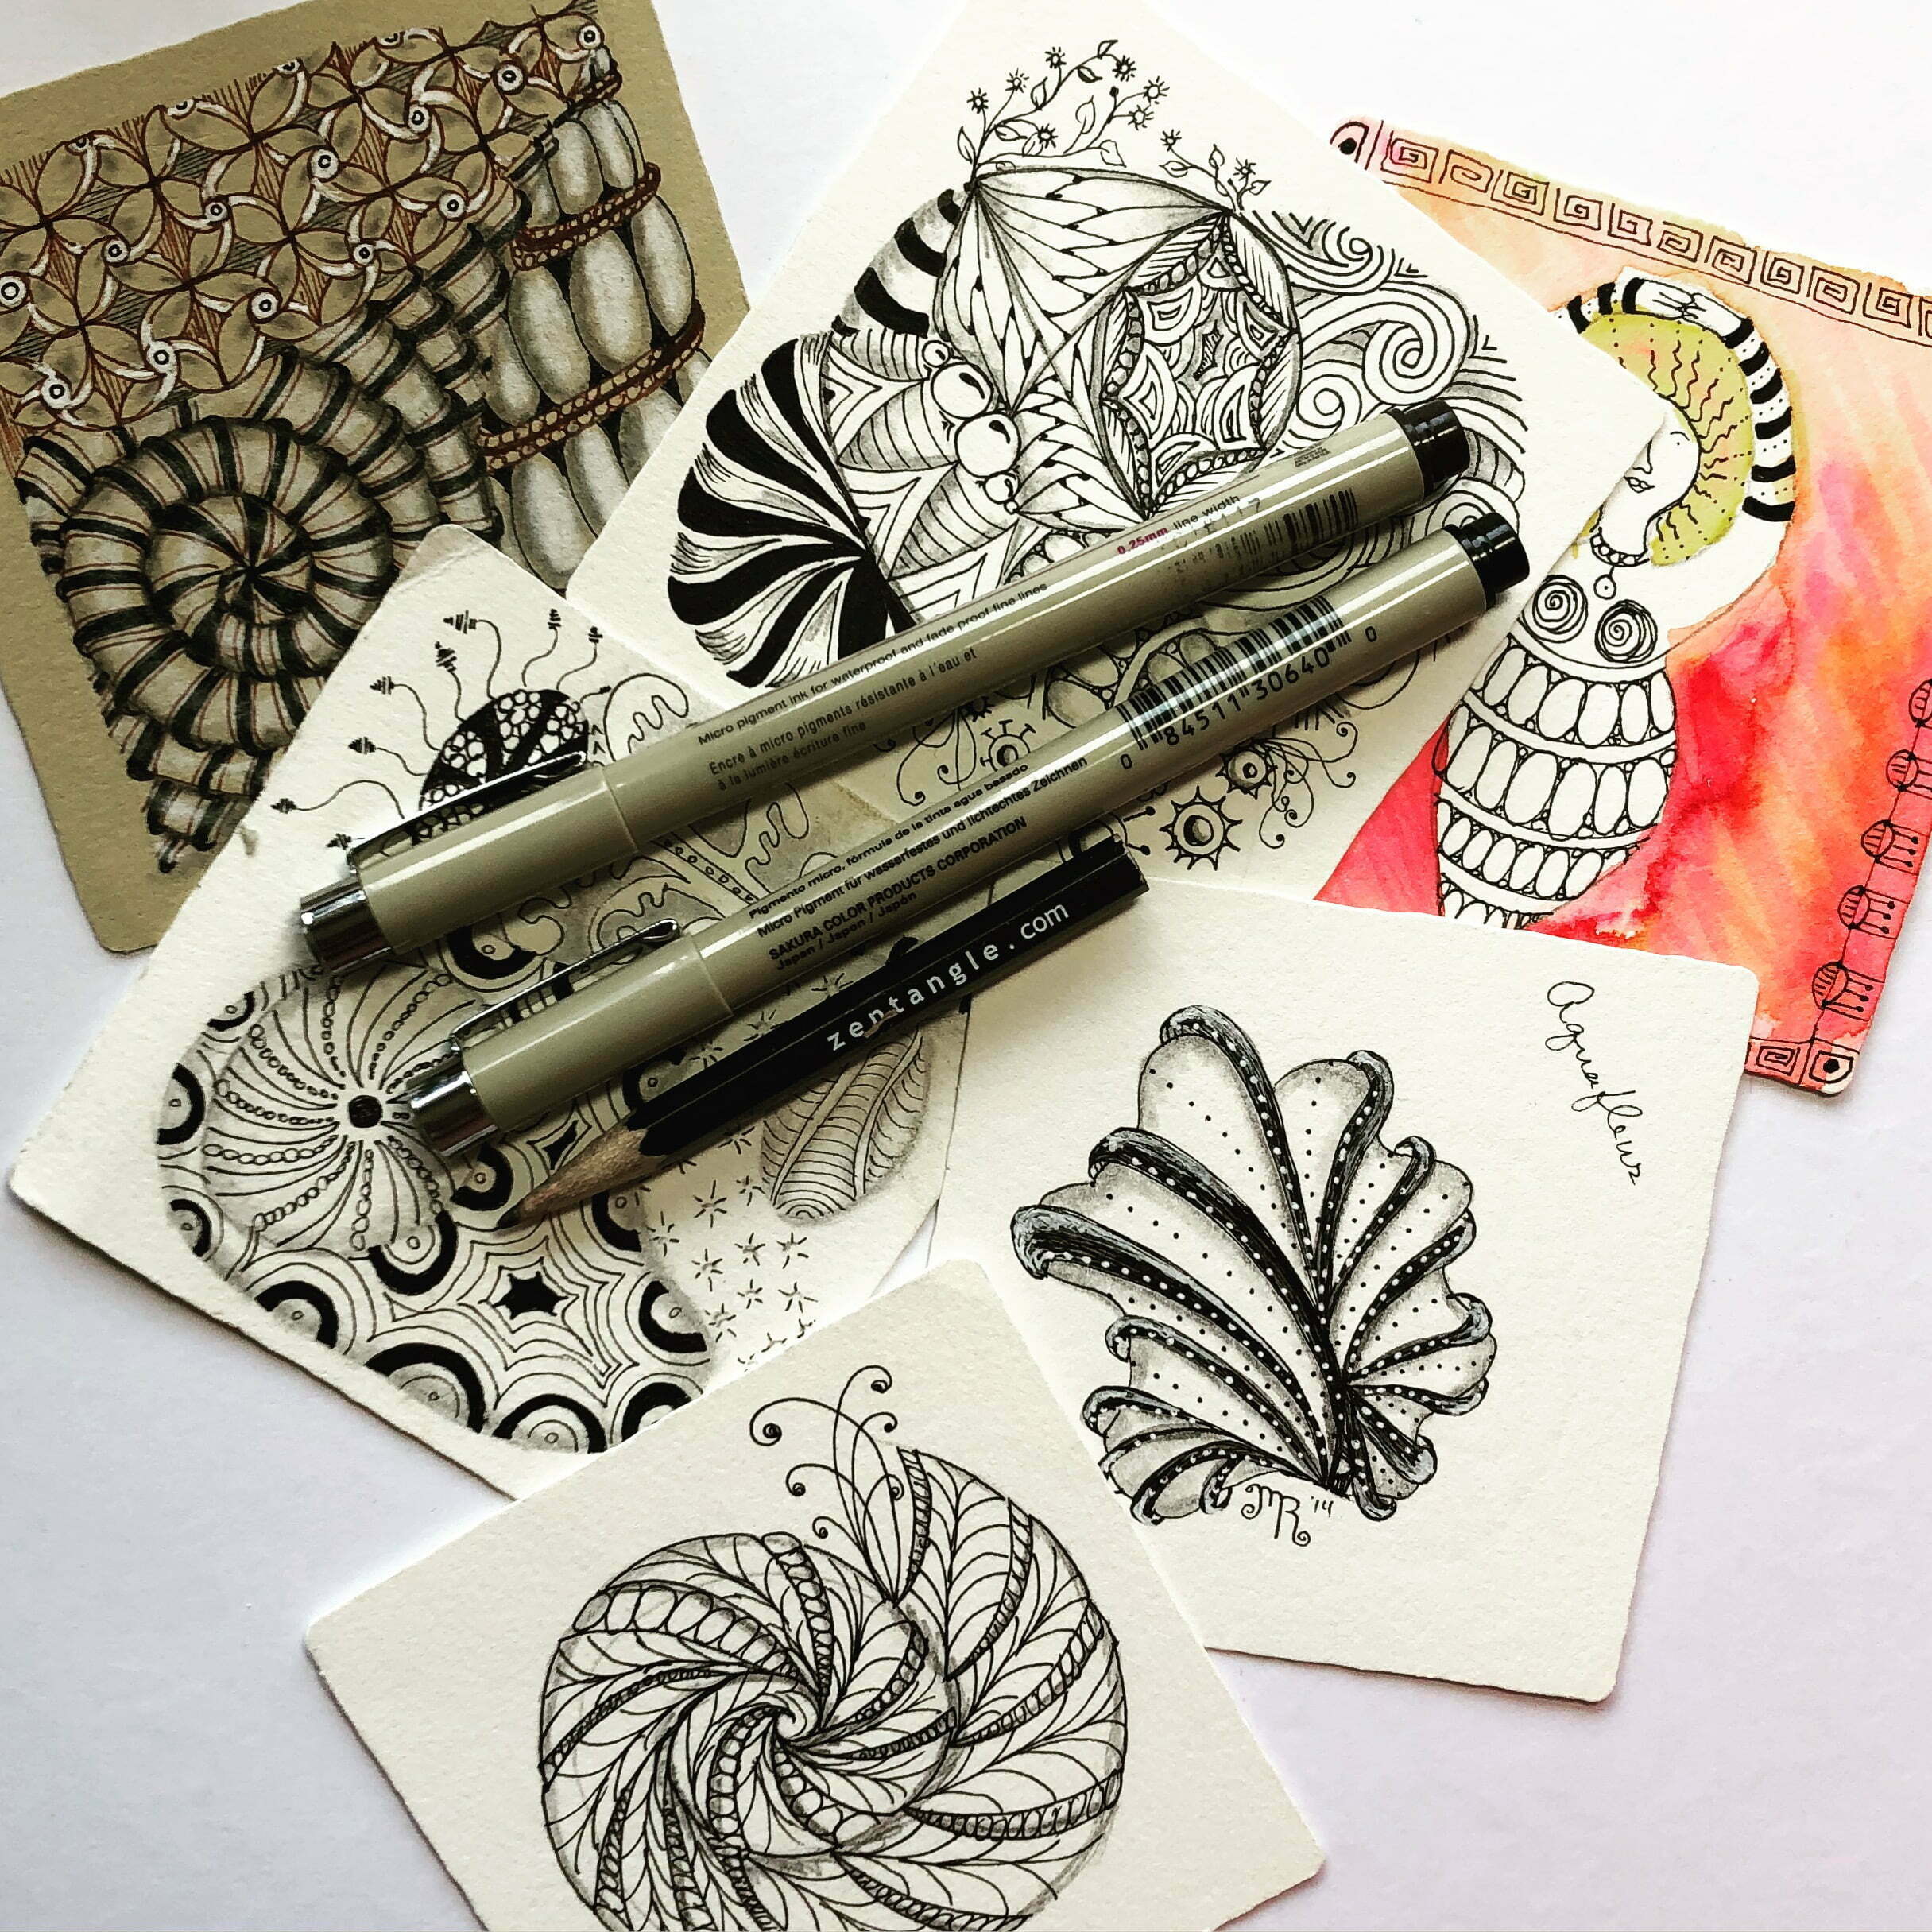 0.25mm line width
Micro pigment ink for waterproof and fade proof fine lines
Encre à micro pigments résistante à l'eau et
à la lumière écriture fine
0 84511 30640 0
Pigmento micro, fórmula de la tinta agua basado
Micro Pigment für wasserfestes und lichtechtes Zeichnen
SAKURA COLOR PRODUCTS CORPORATION
Japan / Japon / Japón
zentangle.com
Aquafleur
MR '14